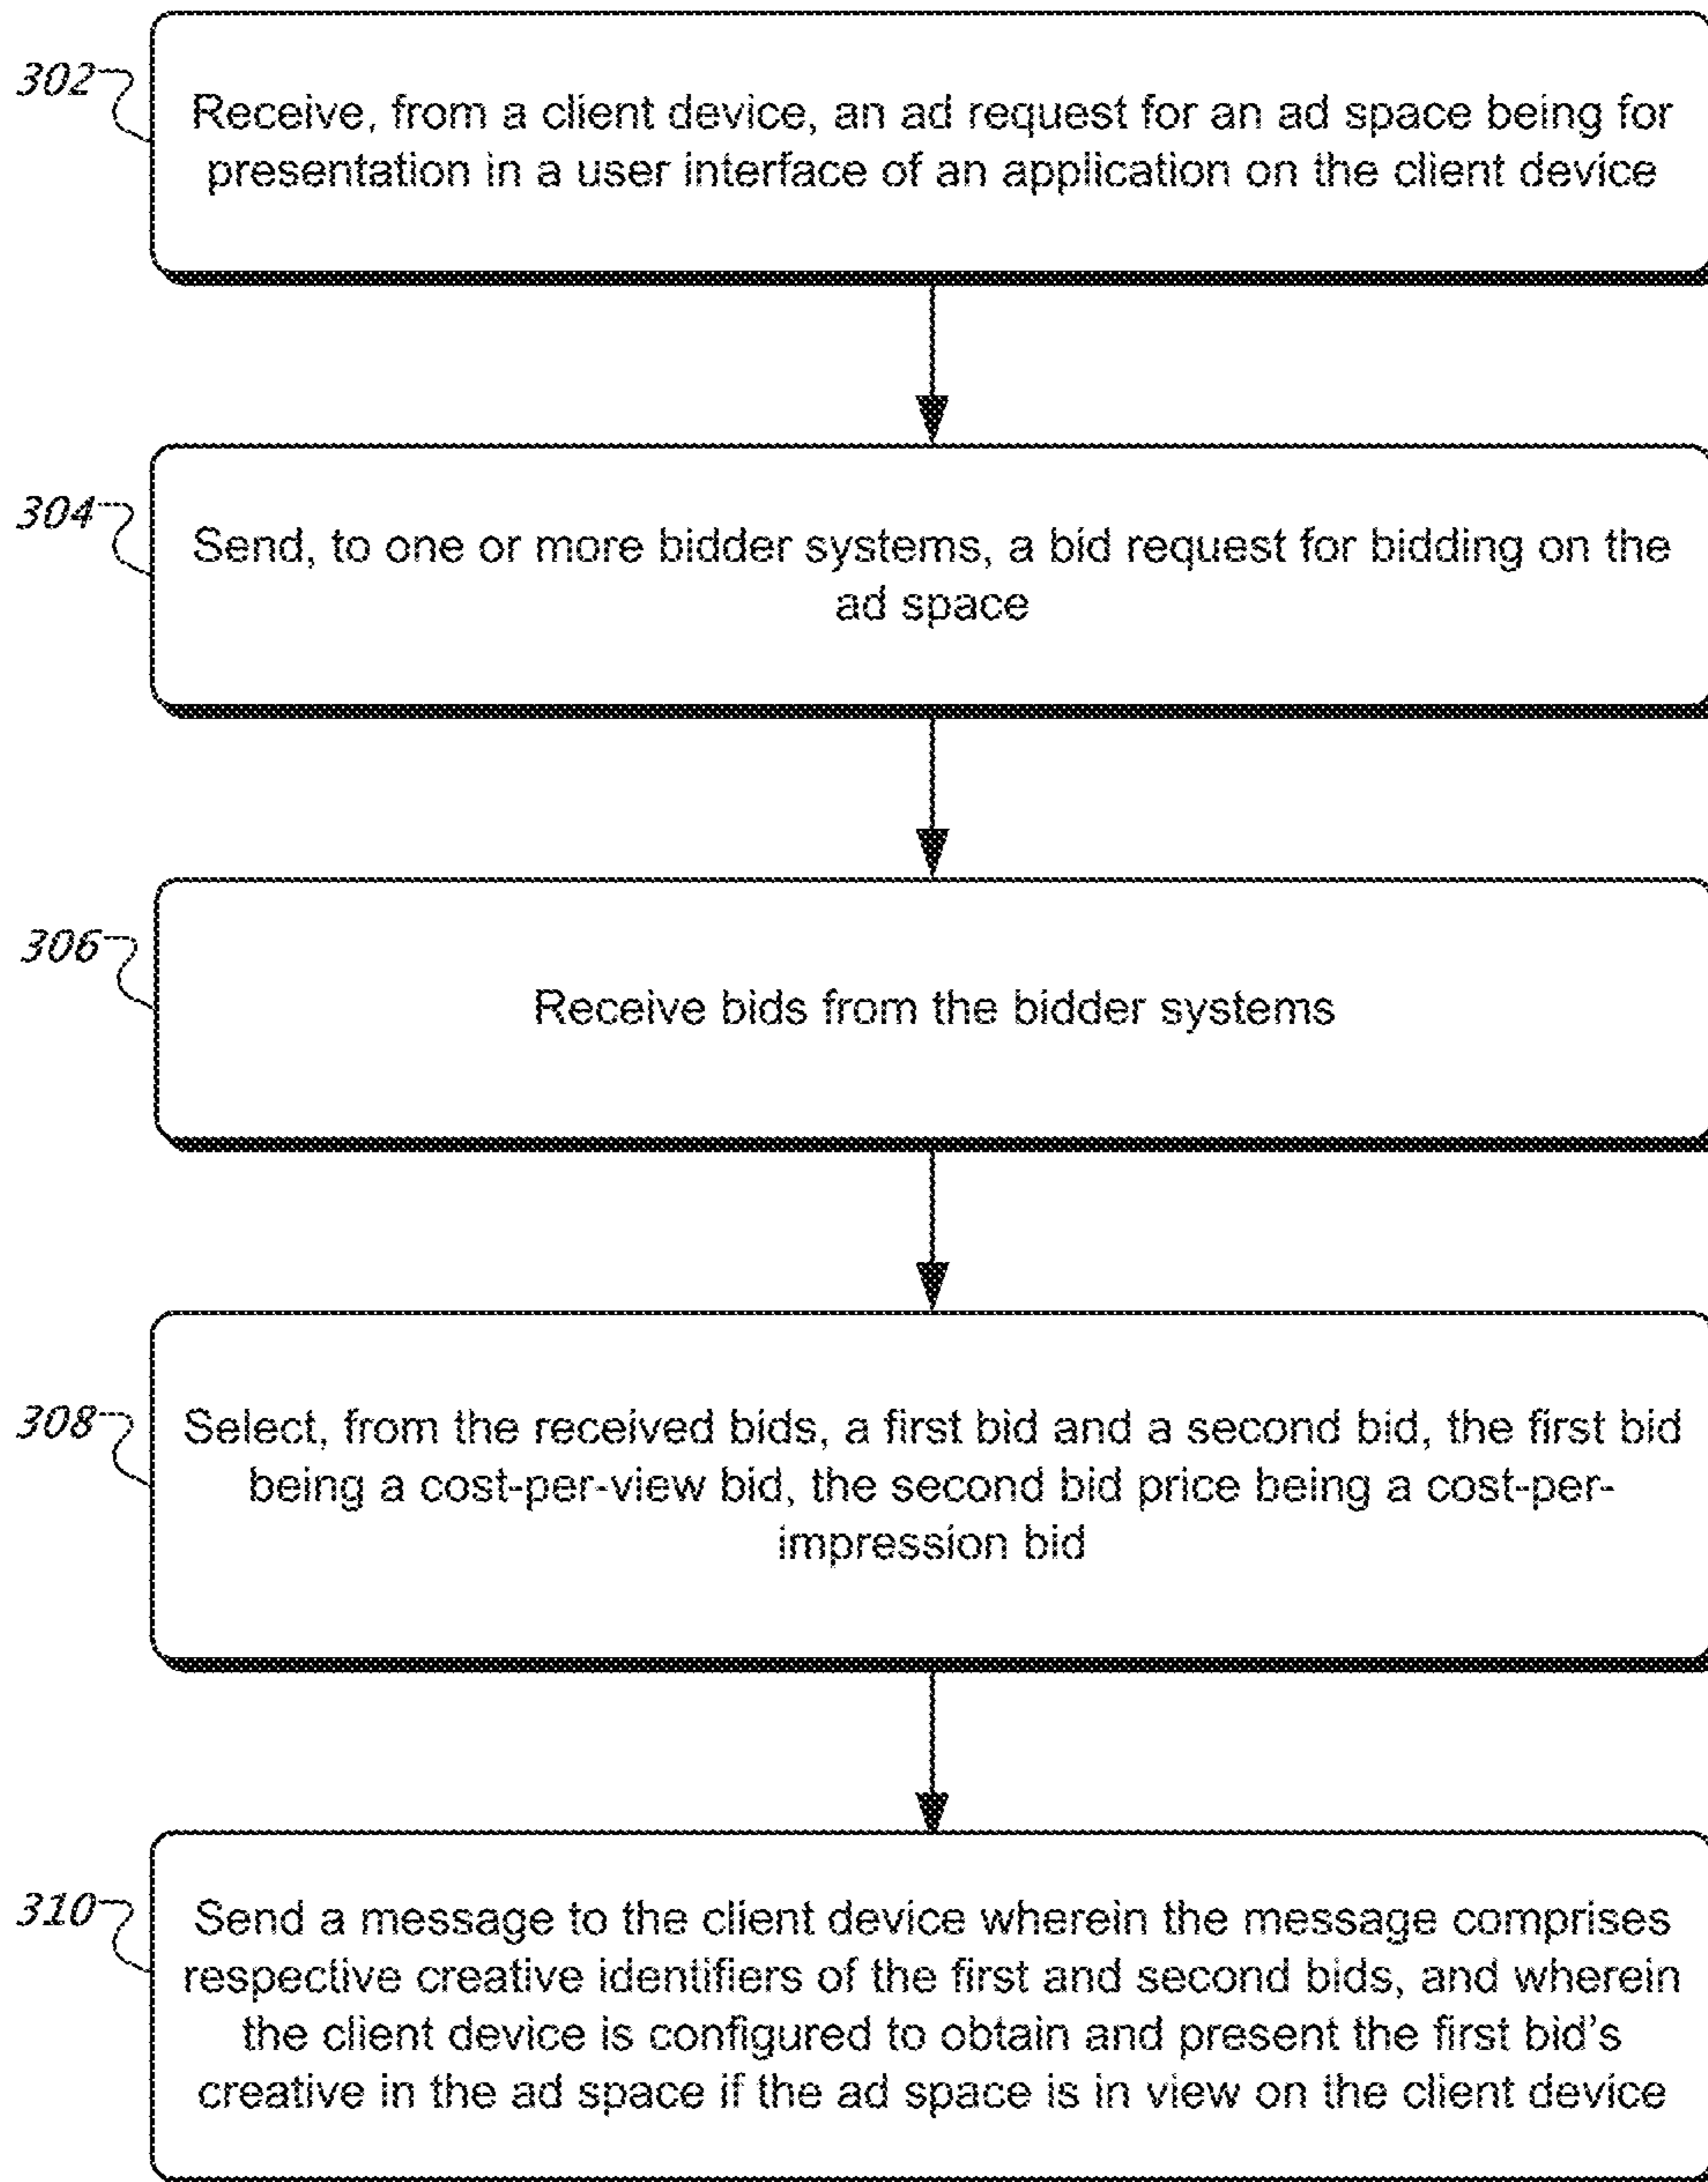 302
Receive, from a client device, an ad request for an ad space being for
presentation in a user interface of an application on the client device
304
Send, to one or more bidder systems, a bid request for bidding on the
ad space
306
Receive bids from the bidder systems
308
Select, from the received bids, a first bid and a second bid, the first bid
being a cost-per-view bid, the second bid price being a cost-per-
impression bid
310
Send a message to the client device wherein the message comprises
respective creative identifiers of the first and second bids, and wherein
the client device is configured to obtain and present the first bid's
creative in the ad space if the ad space is in view on the client device